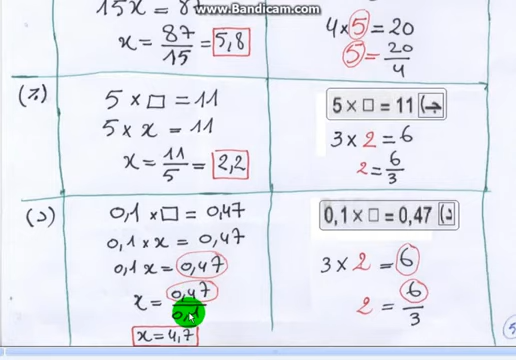 www.Bandicam.com
15x = 8
x = 87/15 = 5,8
4 × 5 = 20
5 = 20/4
(ج)
5 × □ = 11
5 × x = 11
x = 11/5 = 2,2
5 × □ = 11 (ج
3 × 2 = 6
2 = 6/3
(د)
0,1 × □ = 0,47
0,1 × x = 0,47
0,1 x = 0,47
x = 0,47/0,1
x = 4,7
0,1 × □ = 0,47 (د
3 × 2 = 6
2 = 6/3
5